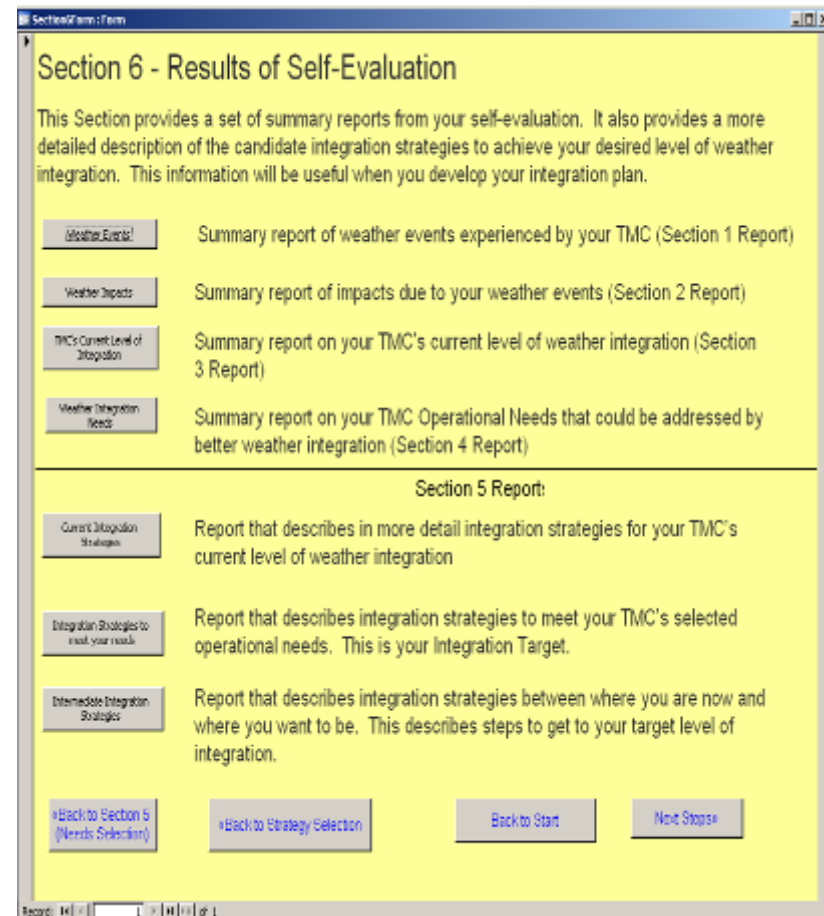 Section6Form : Form
Section 6 - Results of Self-Evaluation
This Section provides a set of summary reports from your self-evaluation. It also provides a more
detailed description of the candidate integration strategies to achieve your desired level of weather
integration. This information will be useful when you develop your integration plan.
Weather Events
Summary report of weather events experienced by your TMC (Section 1 Report)
Weather Impacts
Summary report of impacts due to your weather events (Section 2 Report)
TMC's Current Level of
Integration
Summary report on your TMC's current level of weather integration (Section
3 Report)
Weather Integration
Needs
Summary report on your TMC Operational Needs that could be addressed by
better weather integration (Section 4 Report)
Section 5 Reports
Current Integration
Strategies
Report that describes in more detail integration strategies for your TMC's
current level of weather integration
Integration Strategies to
meet your needs
Report that describes integration strategies to meet your TMC's selected
operational needs. This is your Integration Target.
Intermediate Integration
Strategies
Report that describes integration strategies between where you are now and
where you want to be. This describes steps to get to your target level of
integration.
«Back to Section 5
(Needs Selection)
«Back to Strategy Selection
Back to Start
Next Steps»
Record: 1 of 1